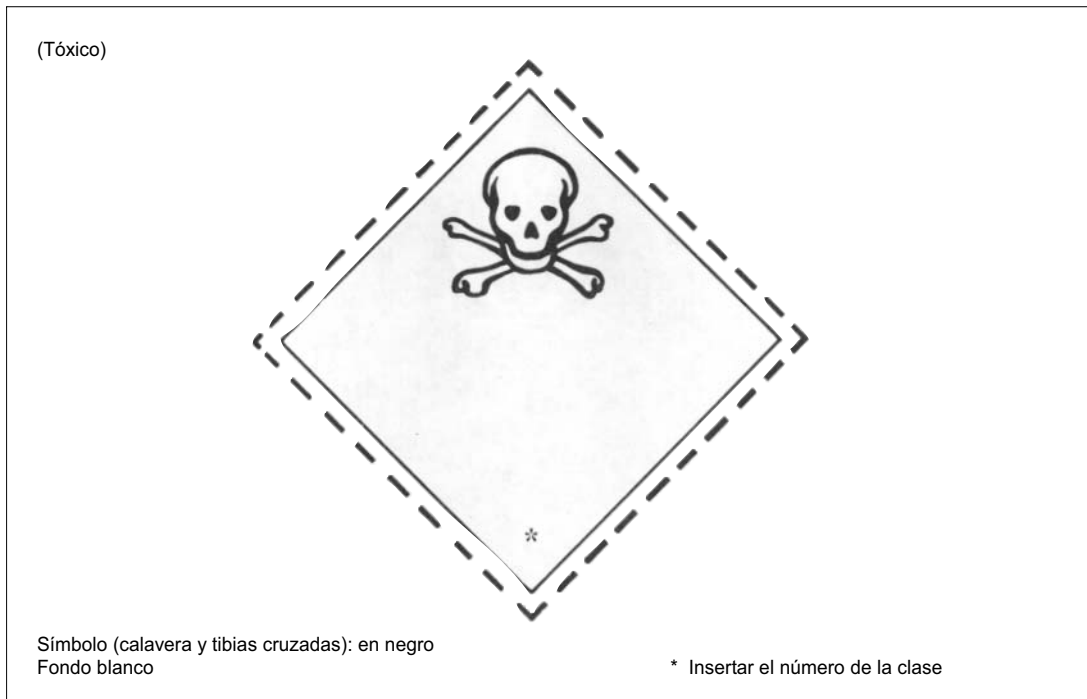 (Tóxico)
*
Símbolo (calavera y tibias cruzadas): en negro
Fondo blanco
* Insertar el número de la clase